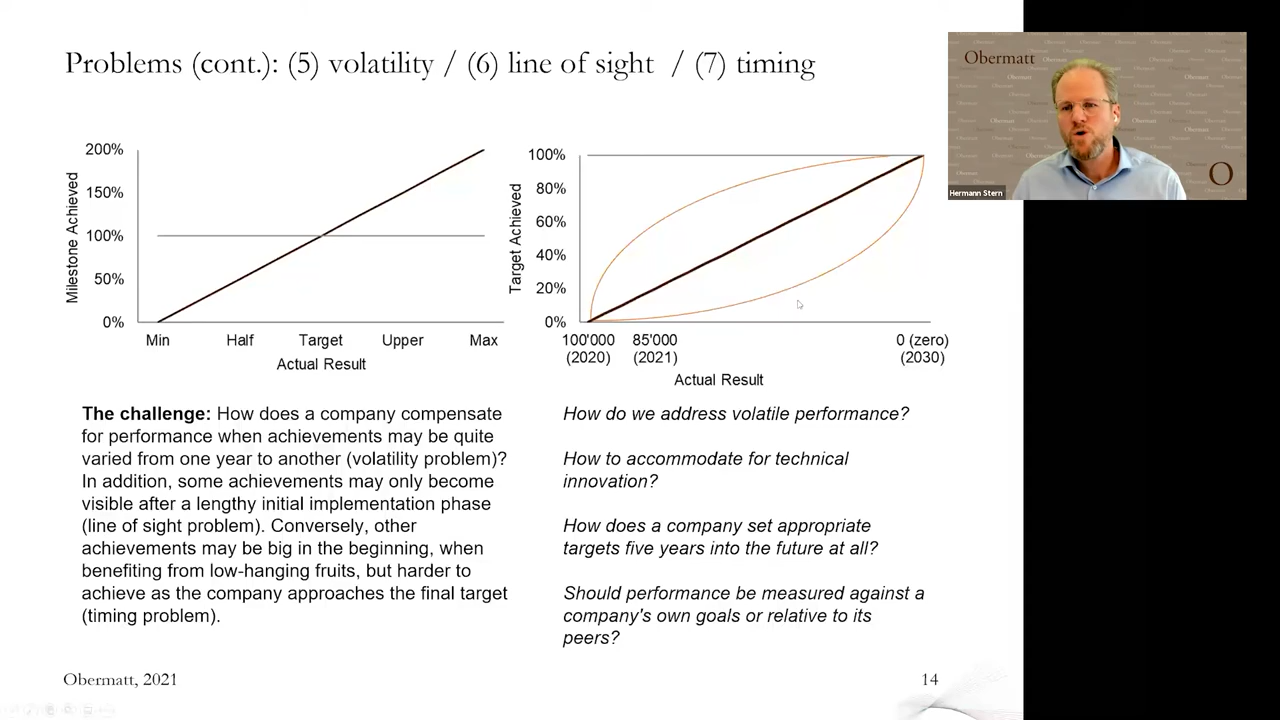 Problems (cont.): (5) volatility / (6) line of sight / (7) timing
Obermatt
O
Hermann Stern
200%
150%
100%
50%
0%
Milestone Achieved
Min Half Target Upper Max
Actual Result
100%
80%
60%
40%
20%
0%
Target Achieved
100'000 85'000 0 (zero)
(2020) (2021) (2030)
Actual Result
The challenge: How does a company compensate
for performance when achievements may be quite
varied from one year to another (volatility problem)?
In addition, some achievements may only become
visible after a lengthy initial implementation phase
(line of sight problem). Conversely, other
achievements may be big in the beginning, when
benefiting from low-hanging fruits, but harder to
achieve as the company approaches the final target
(timing problem).
How do we address volatile performance?
How to accommodate for technical
innovation?
How does a company set appropriate
targets five years into the future at all?
Should performance be measured against a
company's own goals or relative to its
peers?
Obermatt, 2021
14